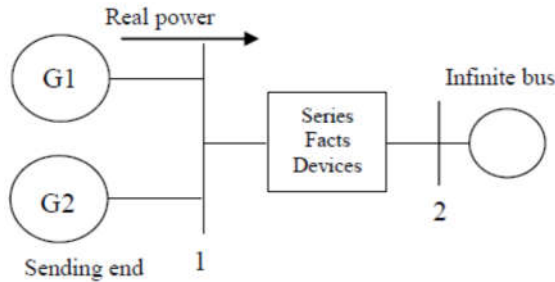 Real power
G1
Infinite bus
Series
Facts
Devices
G2
2
Sending end
1